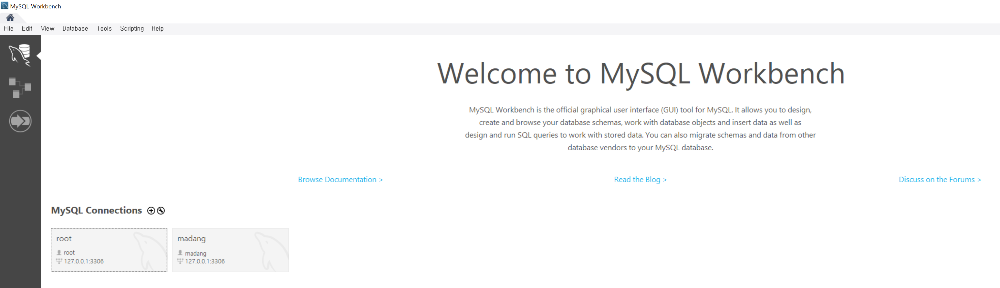 MySQL Workbench
File Edit View Database Tools Scripting Help
Welcome to MySQL Workbench
MySQL Workbench is the official graphical user interface (GUI) tool for MySQL. It allows you to design,
create and browse your database schemas, work with database objects and insert data as well as
design and run SQL queries to work with stored data. You can also migrate schemas and data from other
database vendors to your MySQL database.
Browse Documentation > Read the Blog > Discuss on the Forums >
MySQL Connections
root
root
127.0.0.1:3306
madang
madang
127.0.0.1:3306